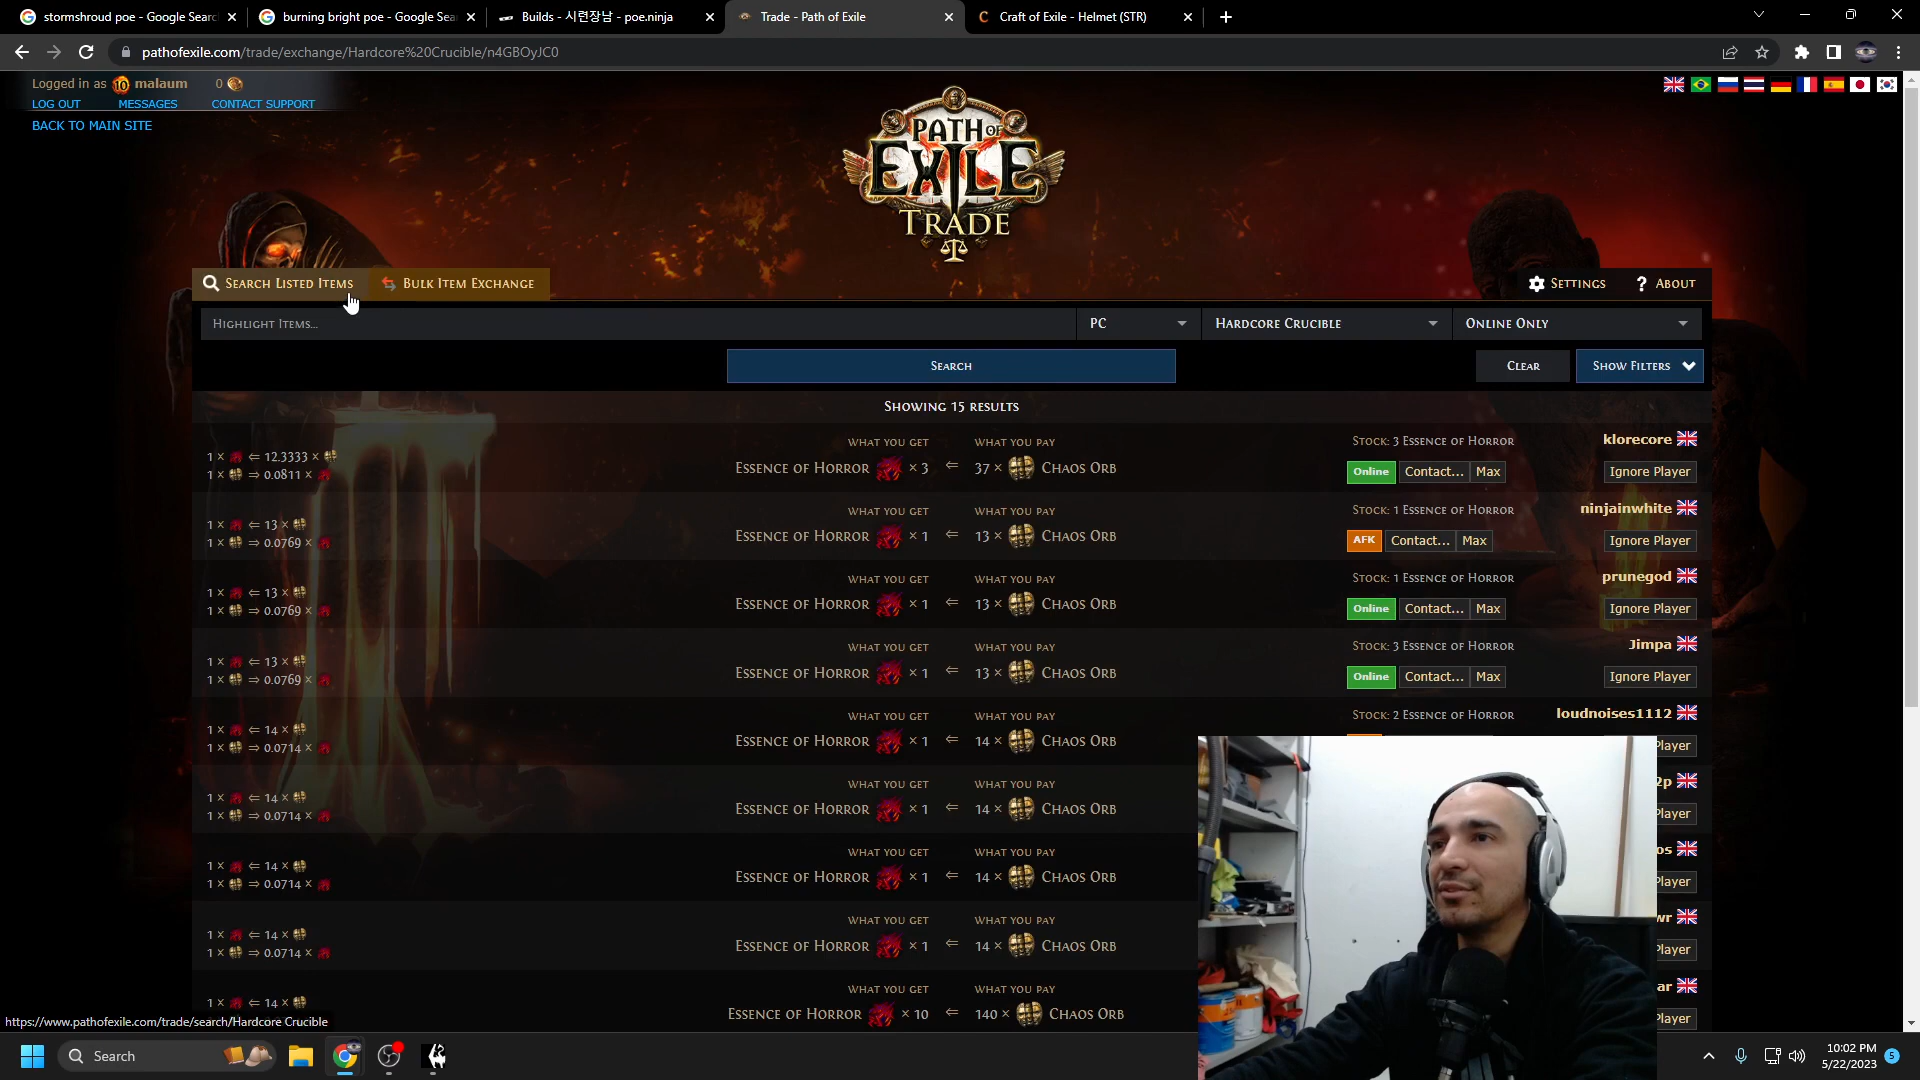 stormshroud poe - Google Searc
burning bright poe - Google Sea
Builds - 시련장남 - poe.ninja
Trade - Path of Exile
Craft of Exile - Helmet (STR)
pathofexile.com/trade/exchange/Hardcore%20Crucible/n4GBOyJC0
Logged in as malaum 0
LOG OUT MESSAGES CONTACT SUPPORT
BACK TO MAIN SITE
PATH OF
EXILE
TRADE
Search Listed Items Bulk Item Exchange Settings ? About
Highlight Items... PC Hardcore Crucible Online Only
Search Clear Show Filters
Showing 15 results
What you get What you pay Stock: 3 Essence of Horror klorecore
1 × ⇐ 12.3333 ×
Essence of Horror × 3 ⇐ 37 × Chaos Orb
1 × ⇒ 0.0811 ×
Online Contact... Max Ignore Player
What you get What you pay Stock: 1 Essence of Horror ninjainwhite
1 × ⇐ 13 ×
Essence of Horror × 1 ⇐ 13 × Chaos Orb
1 × ⇒ 0.0769 ×
AFK Contact... Max Ignore Player
What you get What you pay Stock: 1 Essence of Horror prunegod
1 × ⇐ 13 ×
Essence of Horror × 1 ⇐ 13 × Chaos Orb
1 × ⇒ 0.0769 ×
Online Contact... Max Ignore Player
What you get What you pay Stock: 3 Essence of Horror Jimpa
1 × ⇐ 13 ×
Essence of Horror × 1 ⇐ 13 × Chaos Orb
1 × ⇒ 0.0769 ×
Online Contact... Max Ignore Player
What you get What you pay Stock: 2 Essence of Horror loudnoises1112
1 × ⇐ 14 ×
Essence of Horror × 1 ⇐ 14 × Chaos Orb
1 × ⇒ 0.0714 ×
Player
What you get What you pay 2p
1 × ⇐ 14 ×
Essence of Horror × 1 ⇐ 14 × Chaos Orb
1 × ⇒ 0.0714 ×
Player
What you get What you pay os
1 × ⇐ 14 ×
Essence of Horror × 1 ⇐ 14 × Chaos Orb
1 × ⇒ 0.0714 ×
Player
What you get What you pay wr
1 × ⇐ 14 ×
Essence of Horror × 1 ⇐ 14 × Chaos Orb
1 × ⇒ 0.0714 ×
Player
What you get What you pay ar
1 × ⇐ 14 ×
Essence of Horror × 10 ⇐ 140 × Chaos Orb
Player
https://www.pathofexile.com/trade/search/Hardcore Crucible
Search
10:02 PM
5/22/2023
5